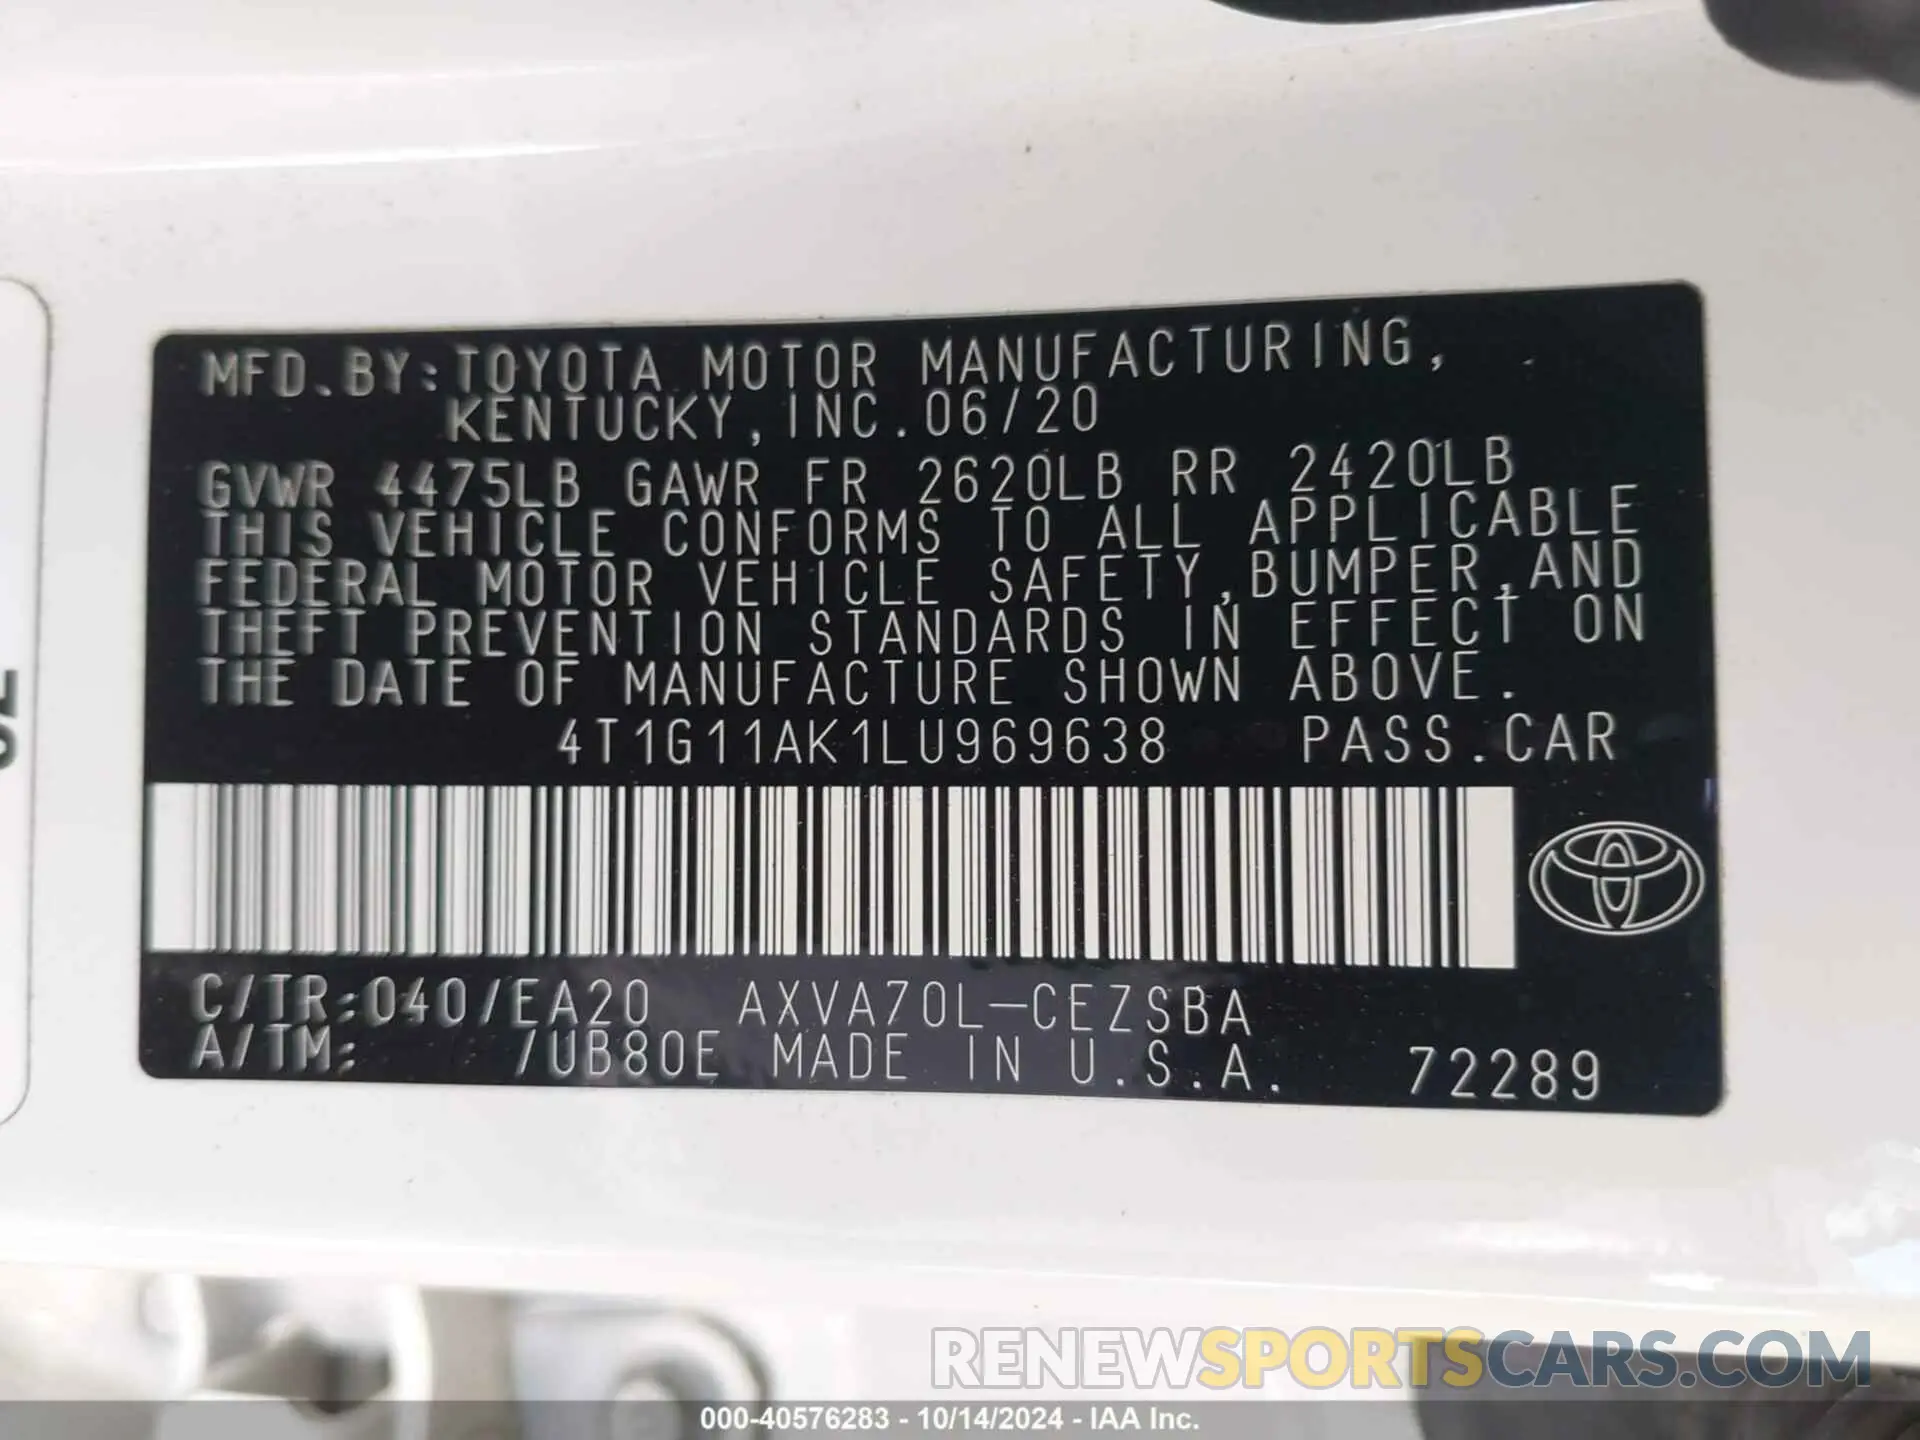 MFD.BY:TOYOTA MOTOR MANUFACTURING,
KENTUCKY,INC.06/20
GVWR 4475LB GAWR FR 2620LB RR 2420LB
THIS VEHICLE CONFORMS TO ALL APPLICABLE
FEDERAL MOTOR VEHICLE SAFETY,BUMPER,AND
THEFT PREVENTION STANDARDS IN EFFECT ON
THE DATE OF MANUFACTURE SHOWN ABOVE.
4T1G11AK1LU969638 PASS.CAR
C/TR:040/EA20 AXVA70L-CEZSBA
A/TM: /UB80E MADE IN U.S.A. 72289
RENEWSPORTSCARS.COM
000-40576283 - 10/14/2024 - IAA Inc.